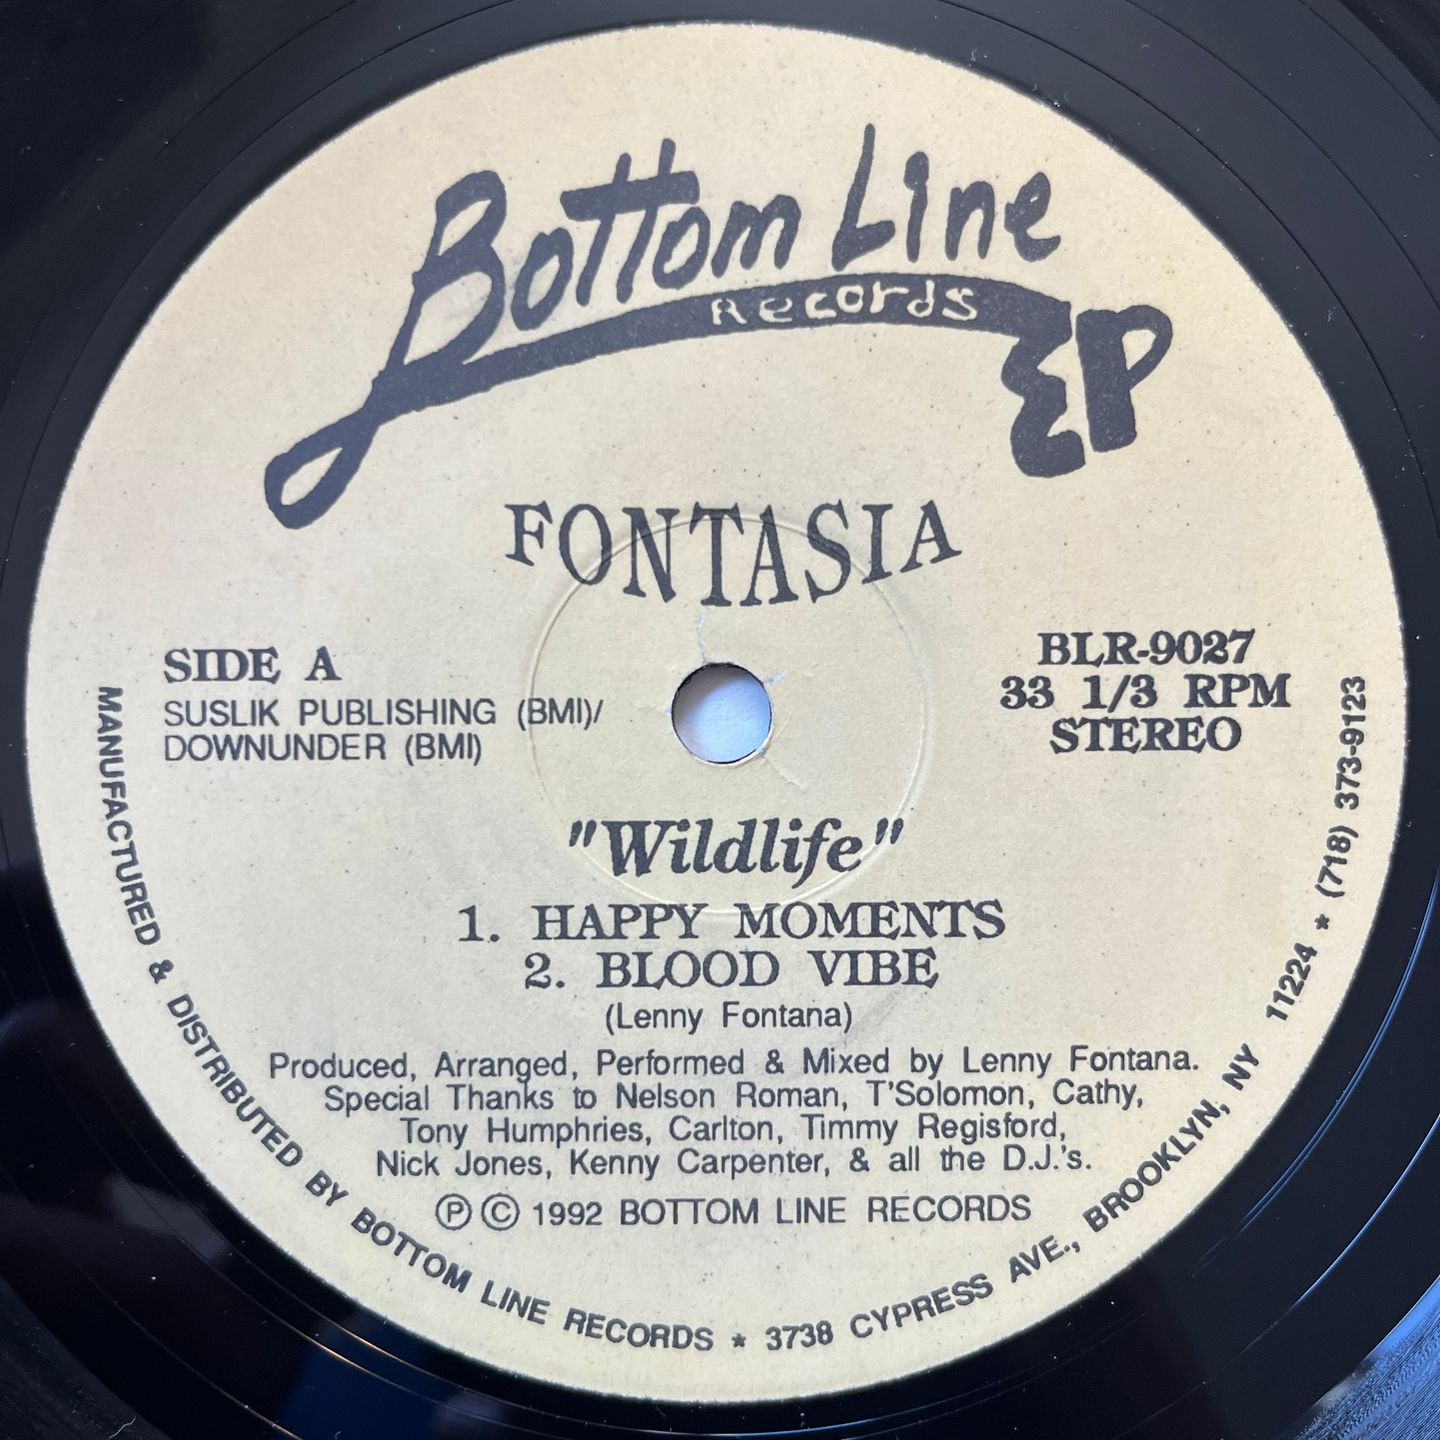 Bottom Line
Records
EP
FONTASIA
SIDE A
SUSLIK PUBLISHING (BMI)/
DOWNUNDER (BMI)
BLR-9027
33 1/3 RPM
STEREO
"Wildlife"
1. HAPPY MOMENTS
2. BLOOD VIBE
(Lenny Fontana)
Produced, Arranged, Performed & Mixed by Lenny Fontana.
Special Thanks to Nelson Roman, T'Solomon, Cathy,
Tony Humphries, Carlton, Timmy Regisford,
Nick Jones, Kenny Carpenter, & all the D.J.'s.
Ⓟ Ⓒ 1992 BOTTOM LINE RECORDS
MANUFACTURED & DISTRIBUTED BY BOTTOM LINE RECORDS * 3738 CYPRESS AVE., BROOKLYN, NY 11224 * (718) 373-9123